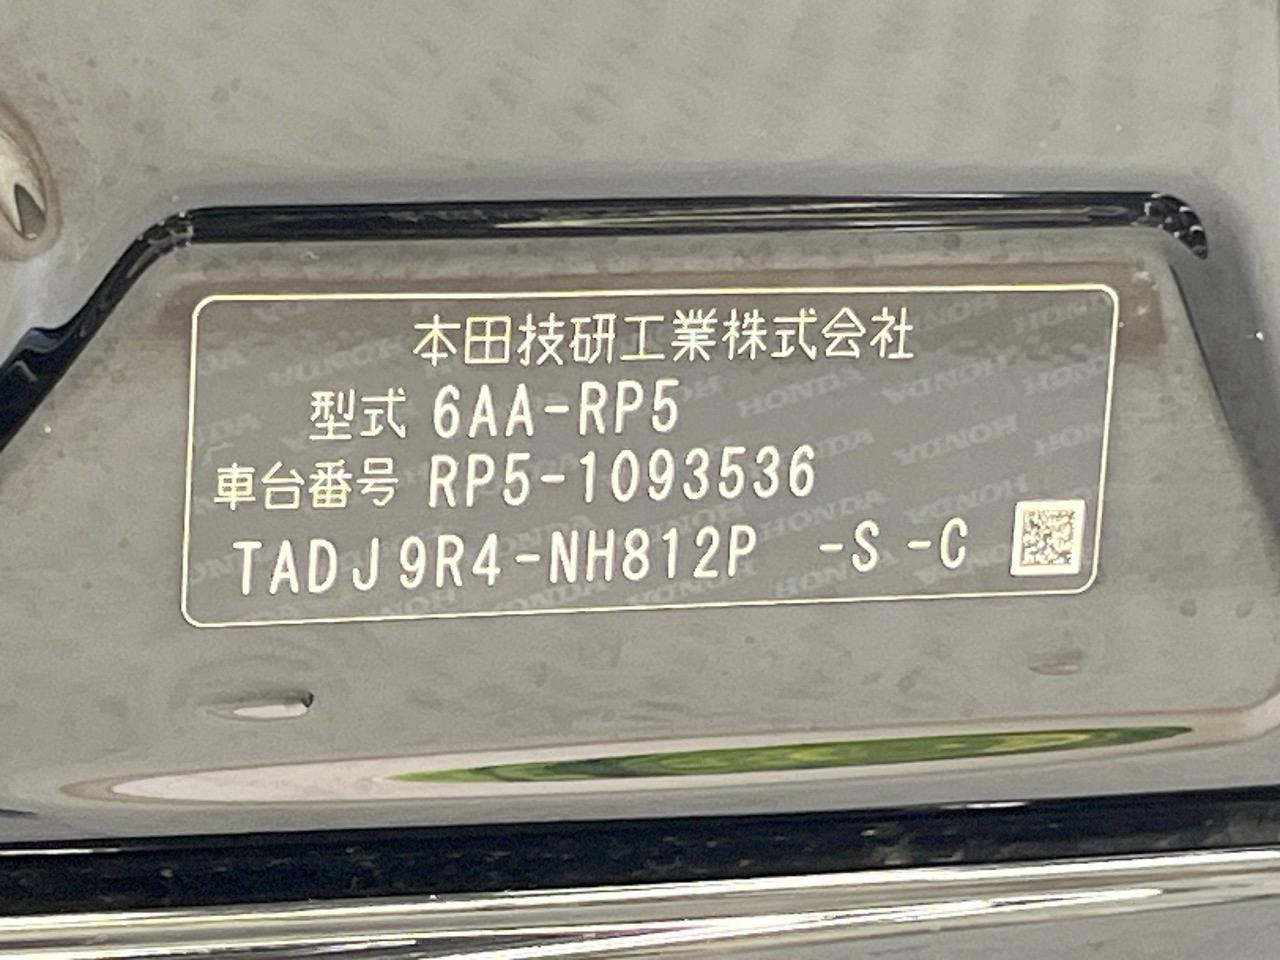 本田技研工業株式会社
型式 6AA-RP5
車台番号 RP5-1093536
TADJ9R4-NH812P -S -C